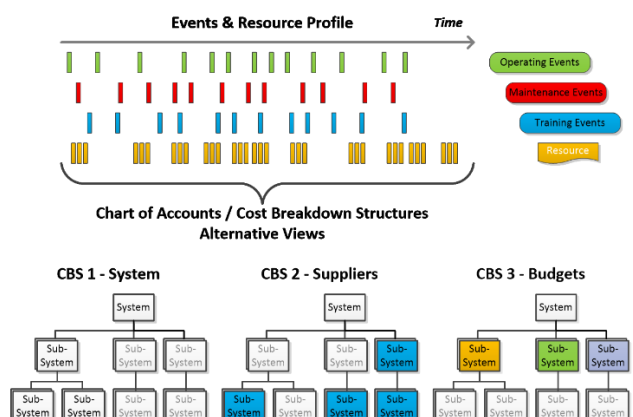 Events & Resource Profile
Time
Operating Events
Maintenance Events
Training Events
Resource
Chart of Accounts / Cost Breakdown Structures
Alternative Views
CBS 1 - System
CBS 2 - Suppliers
CBS 3 - Budgets
System
System
System
Sub-
System
Sub-
System
Sub-
System
Sub-
System
Sub-
System
Sub-
System
Sub-
System
Sub-
System
Sub-
System
Sub-
System
Sub-
System
Sub-
System
Sub-
System
Sub-
System
Sub-
System
Sub-
System
Sub-
System
Sub-
System
Sub-
System
Sub-
System
Sub-
System